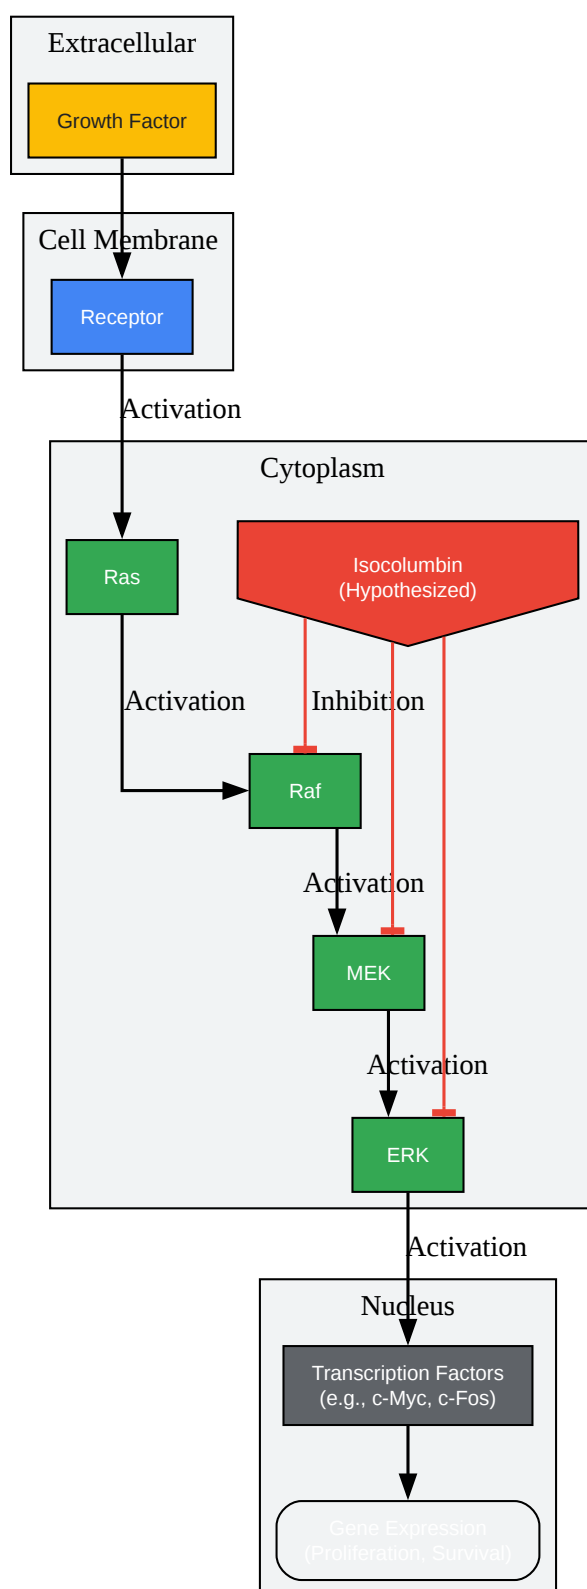 Extracellular
Growth Factor
Cell Membrane
Receptor
Activation
Cytoplasm
Isocolumbin
(Hypothesized)
Ras
Activation
Inhibition
Raf
Activation
MEK
Activation
ERK
Activation
Nucleus
Transcription Factors
(e.g., c-Myc, c-Fos)
Gene Expression
(Proliferation, Survival)